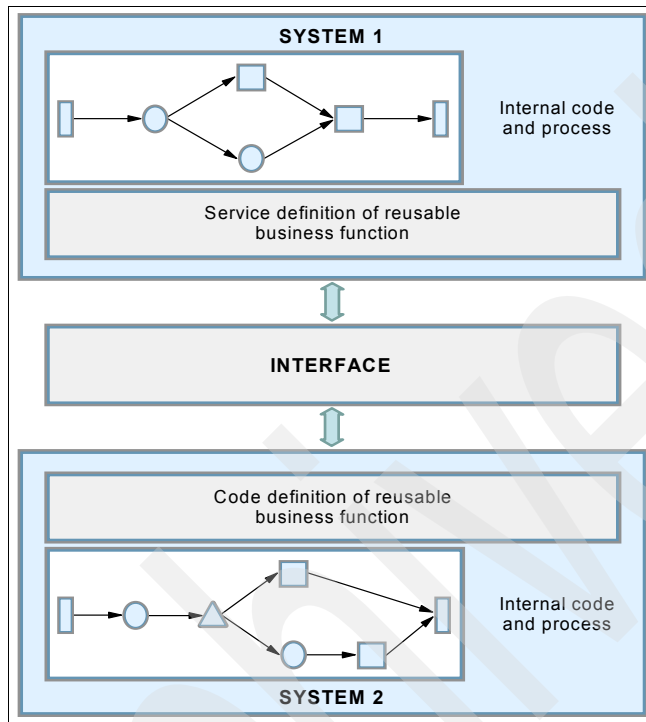 SYSTEM 1
Internal code
and process
Service definition of reusable
business function
INTERFACE
Code definition of reusable
business function
Internal code
and process
SYSTEM 2